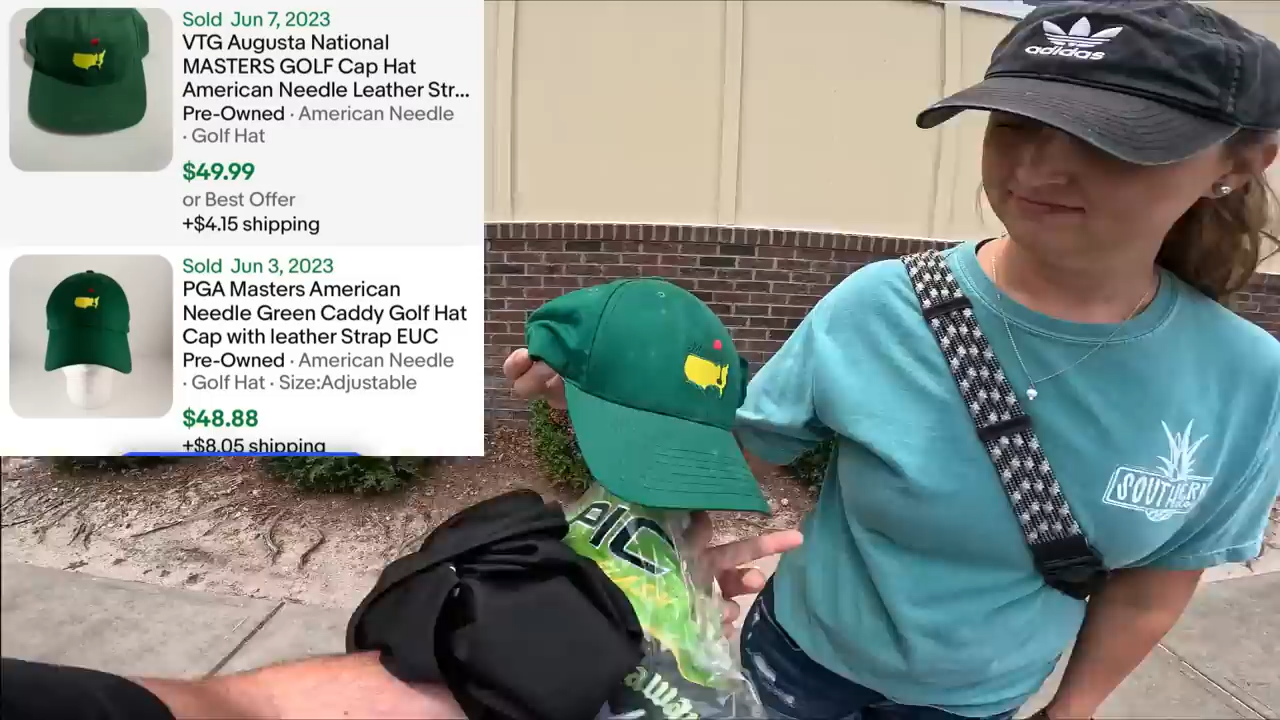 Sold Jun 7, 2023
VTG Augusta National
MASTERS GOLF Cap Hat
American Needle Leather Str...
Pre-Owned · American Needle
· Golf Hat
$49.99
or Best Offer
+$4.15 shipping
Sold Jun 3, 2023
PGA Masters American
Needle Green Caddy Golf Hat
Cap with leather Strap EUC
Pre-Owned · American Needle
· Golf Hat · Size:Adjustable
$48.88
+$8.05 shipping
adidas
SOUTHERN